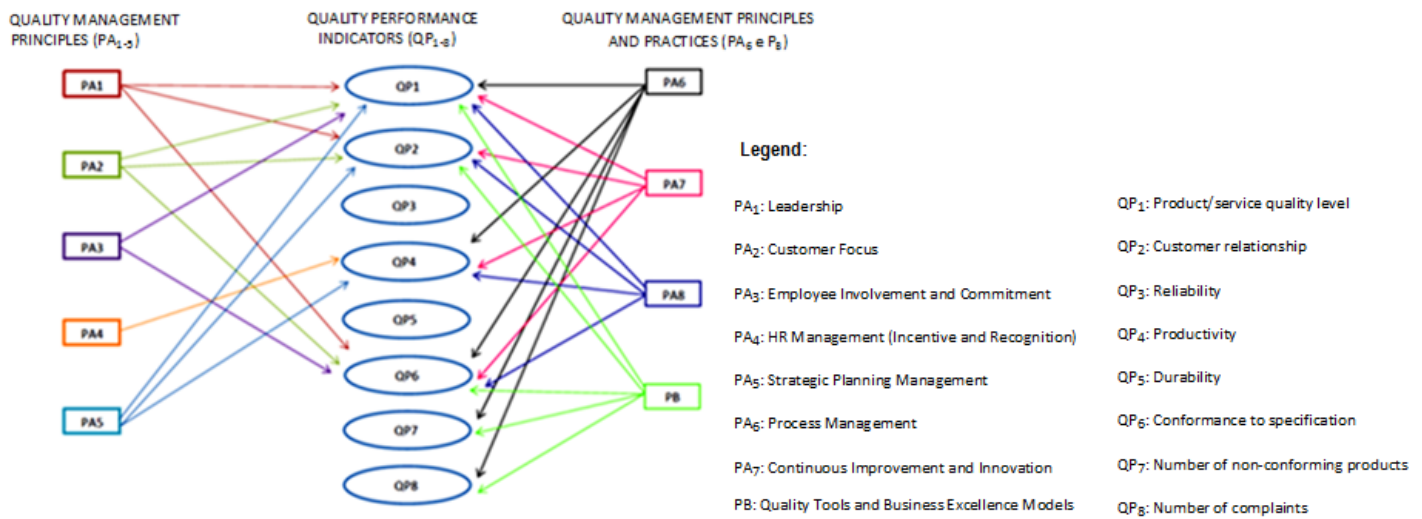 QUALITY MANAGEMENT
PRINCIPLES (PA1-5)
QUALITY PERFORMANCE
INDICATORS (QP1-8)
QUALITY MANAGEMENT PRINCIPLES
AND PRACTICES (PA6 e P8)
PA1
PA2
PA3
PA4
PA5
QP1
QP2
QP3
QP4
QP5
QP6
QP7
QP8
PA6
PA7
PA8
PB
Legend:
PA1: Leadership
PA2: Customer Focus
PA3: Employee Involvement and Commitment
PA4: HR Management (Incentive and Recognition)
PA5: Strategic Planning Management
PA6: Process Management
PA7: Continuous Improvement and Innovation
PB: Quality Tools and Business Excellence Models
QP1: Product/service quality level
QP2: Customer relationship
QP3: Reliability
QP4: Productivity
QP5: Durability
QP6: Conformance to specification
QP7: Number of non-conforming products
QP8: Number of complaints